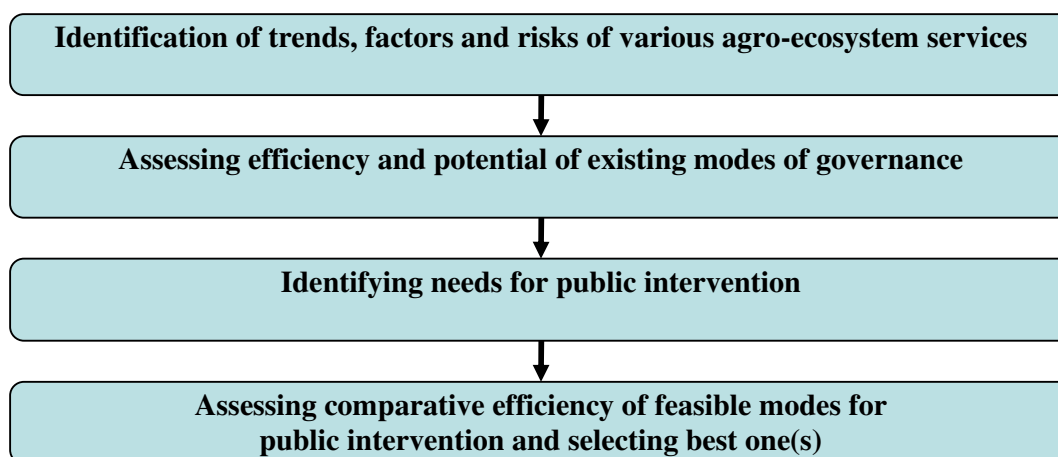 Identification of trends, factors and risks of various agro-ecosystem services
Assessing efficiency and potential of existing modes of governance
Identifying needs for public intervention
Assessing comparative efficiency of feasible modes for
public intervention and selecting best one(s)